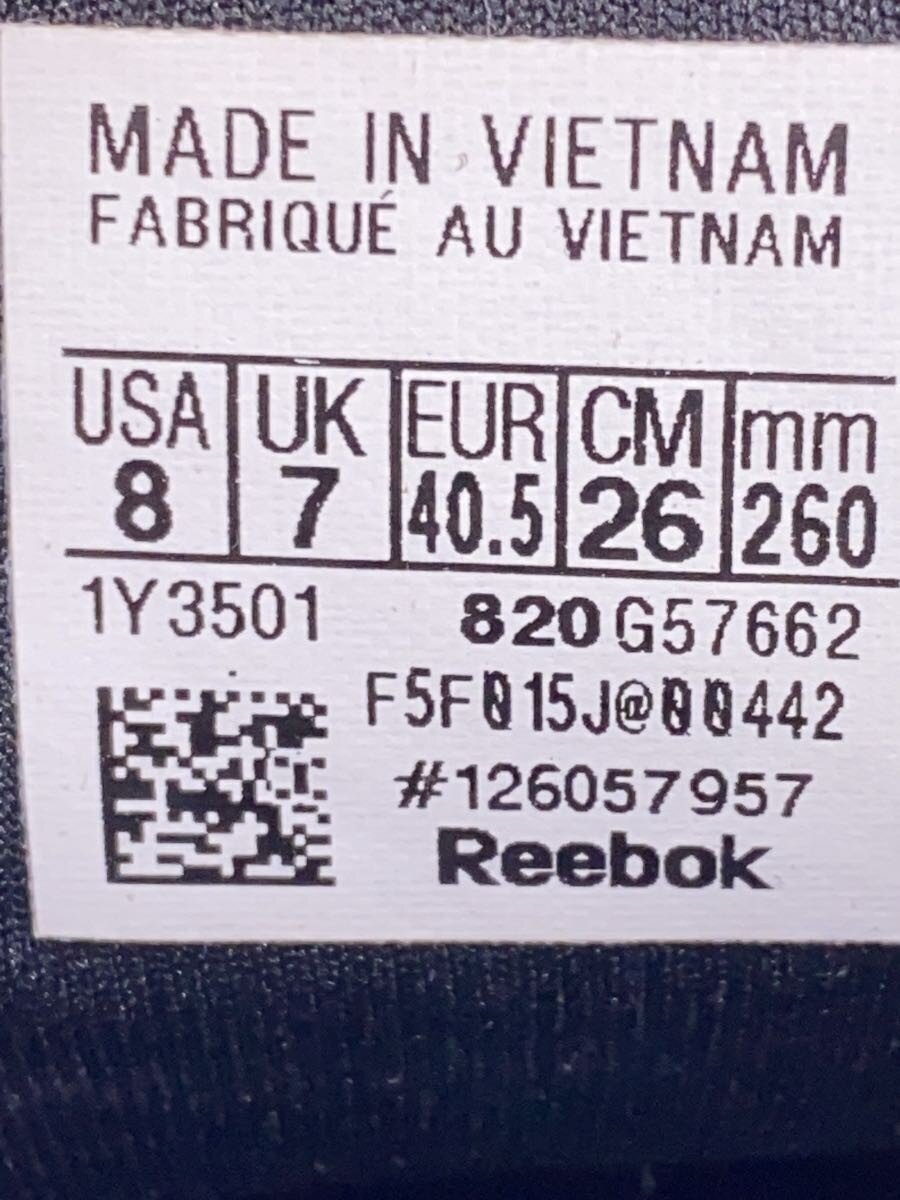 MADE IN VIETNAM
FABRIQUÉ AU VIETNAM
USA UK EUR CM mm
8 7 40.5 26 260
1Y3501 820 G57662
F5F015J@00442
#126057957
Reebok